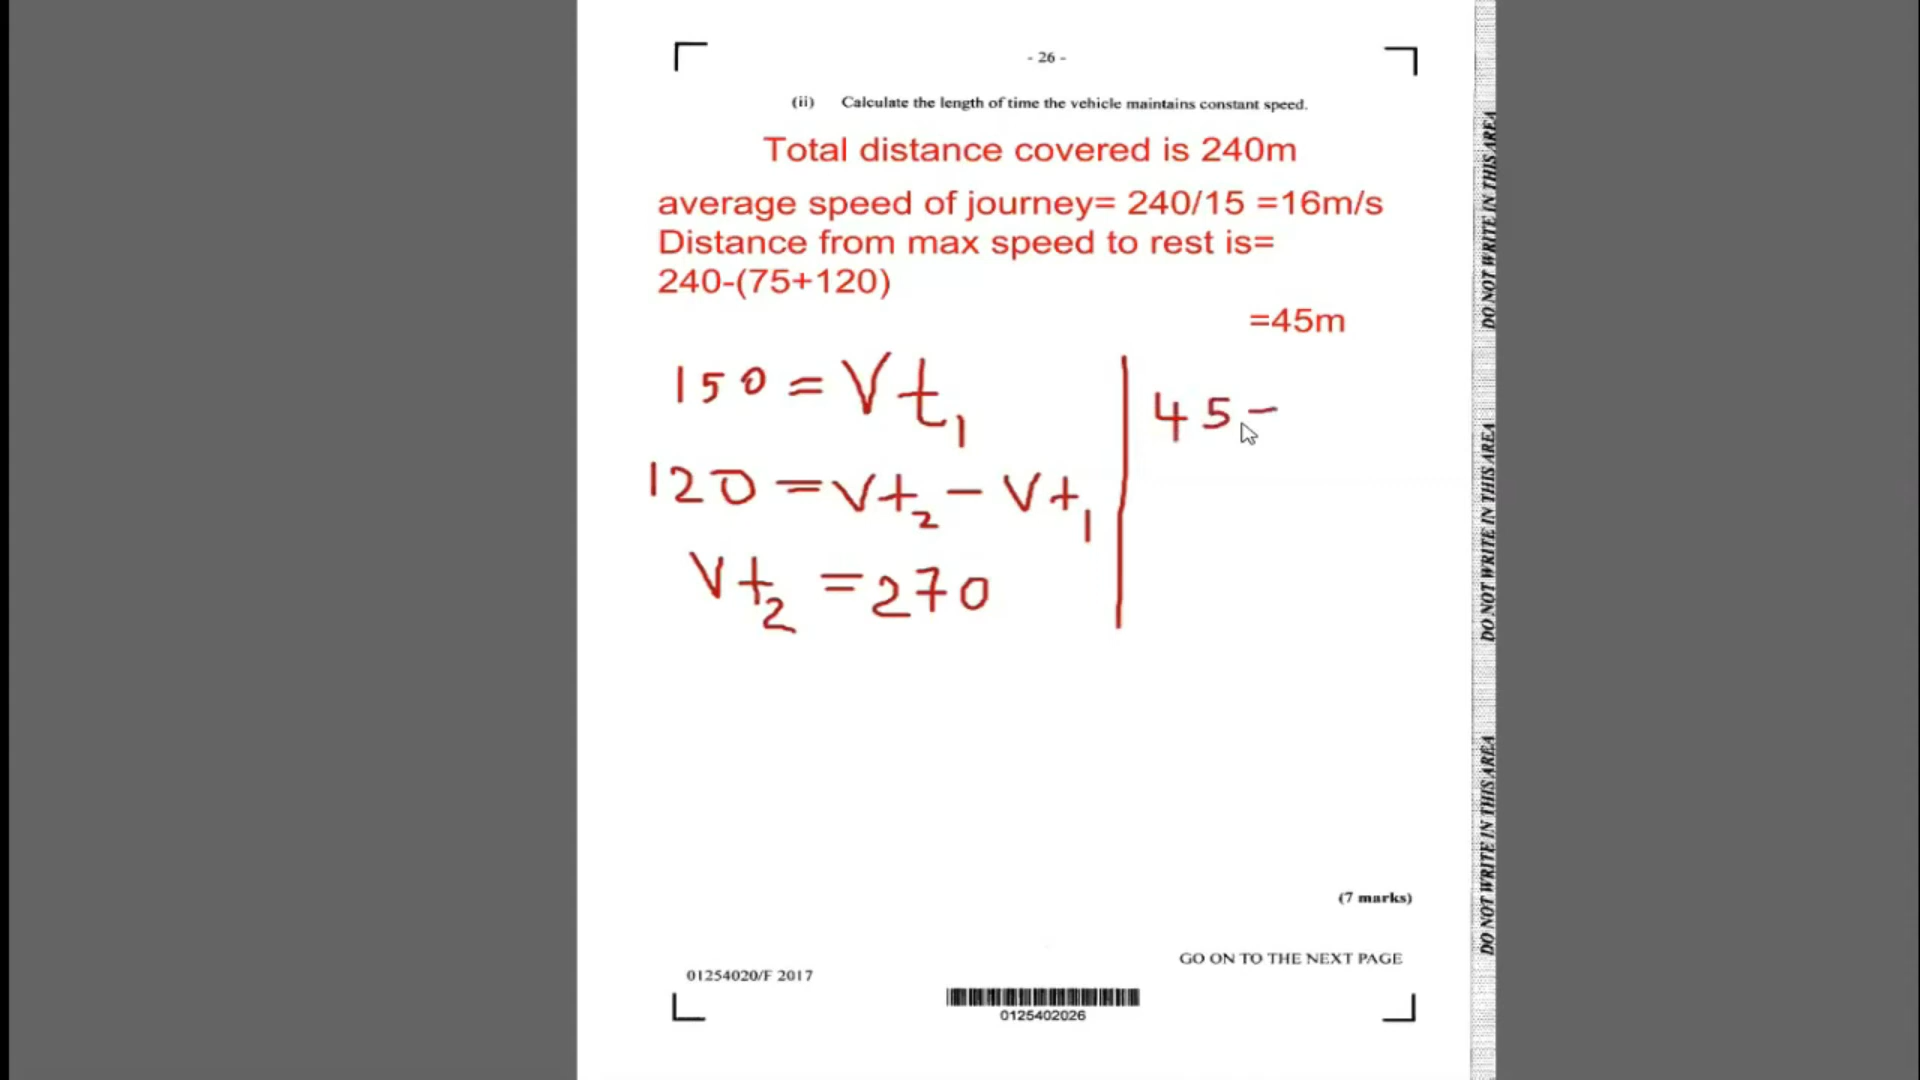 - 26 -
(ii) Calculate the length of time the vehicle maintains constant speed.
Total distance covered is 240m
average speed of journey= 240/15 =16m/s
Distance from max speed to rest is=
240-(75+120)
=45m
150 = Vt₁
120 = Vt₂ - Vt₁
Vt₂ = 270
45 -
(7 marks)
GO ON TO THE NEXT PAGE
01254020/F 2017
0125402026
DO NOT WRITE IN THIS AREA
DO NOT WRITE IN THIS AREA
DO NOT WRITE IN THIS AREA